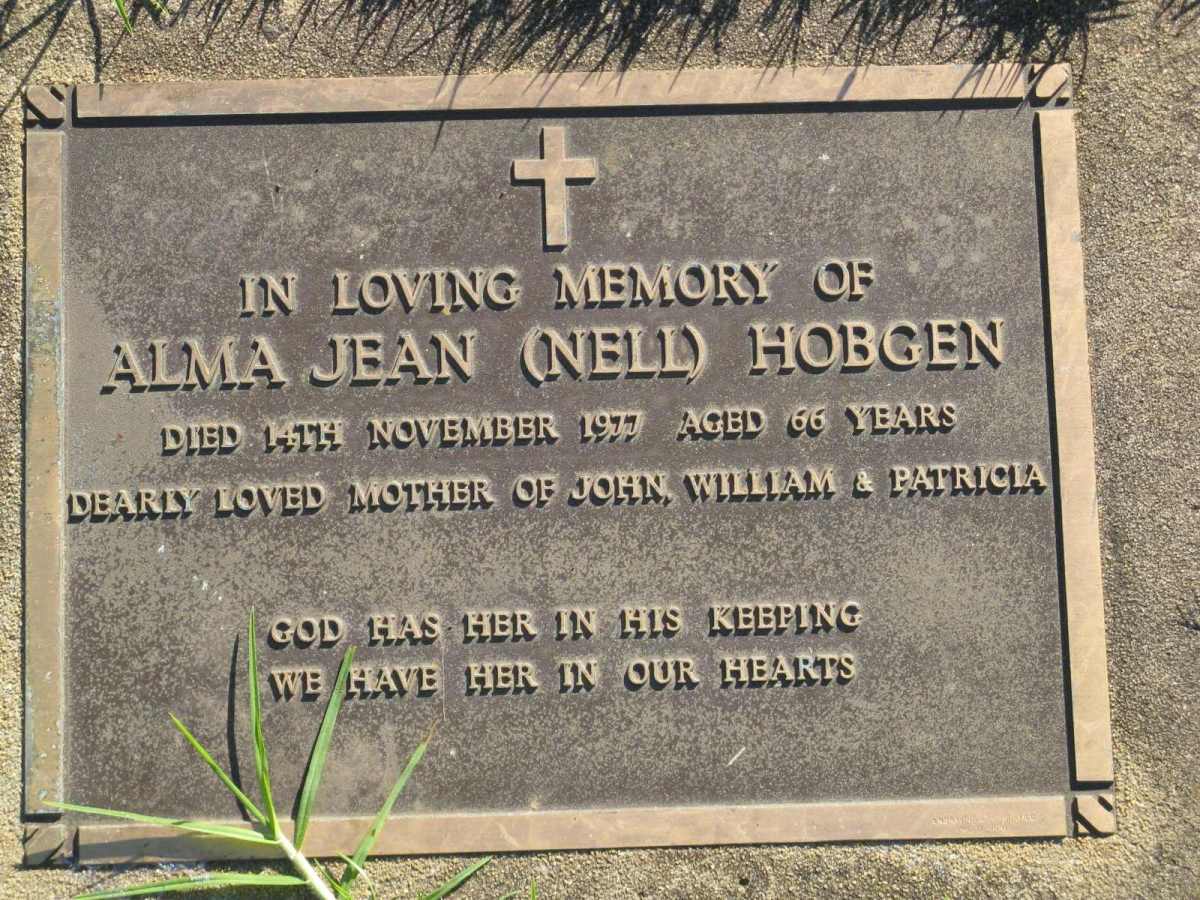 IN LOVING MEMORY OF
ALMA JEAN (NELL) HOBGEN
DIED 14TH NOVEMBER 1977 AGED 66 YEARS
DEARLY LOVED MOTHER OF JOHN, WILLIAM & PATRICIA
GOD HAS HER IN HIS KEEPING
WE HAVE HER IN OUR HEARTS